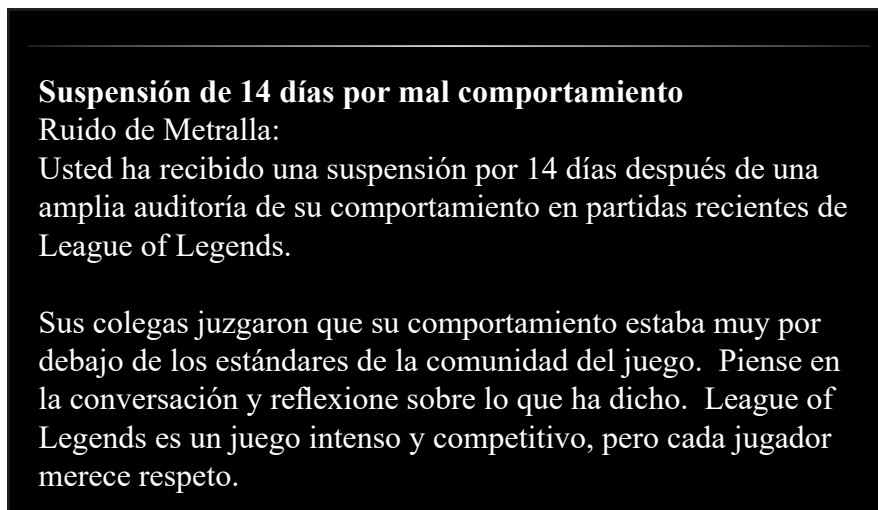 Suspensión de 14 días por mal comportamiento
Ruido de Metralla:
Usted ha recibido una suspensión por 14 días después de una
amplia auditoría de su comportamiento en partidas recientes de
League of Legends.
Sus colegas juzgaron que su comportamiento estaba muy por
debajo de los estándares de la comunidad del juego.  Piense en
la conversación y reflexione sobre lo que ha dicho.  League of
Legends es un juego intenso y competitivo, pero cada jugador
merece respeto.